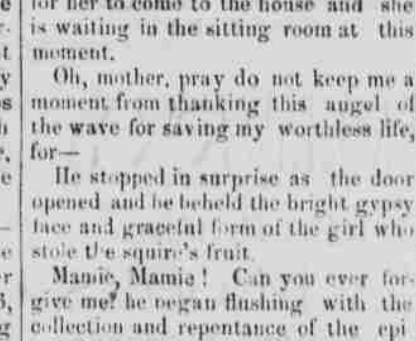 for her to come to the house and she
is waiting in the sitting room at this
moment.
Oh, mother, pray do not keep me a
moment from thanking this angel of
the wave for saving my worthless life,
for—
He stopped in surprise as the door
opened and he beheld the bright gypsy
face and graceful form of the girl who
stole the squire's fruit.
Mamie, Mamie! Can you ever for-
give me? he began flushing with the
collection and repentance of the epi